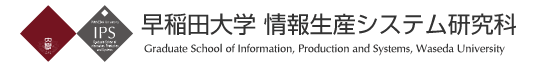 早稲田大学 情報生産システム研究科
IPS
Graduate School of Information, Production and Systems, Waseda University